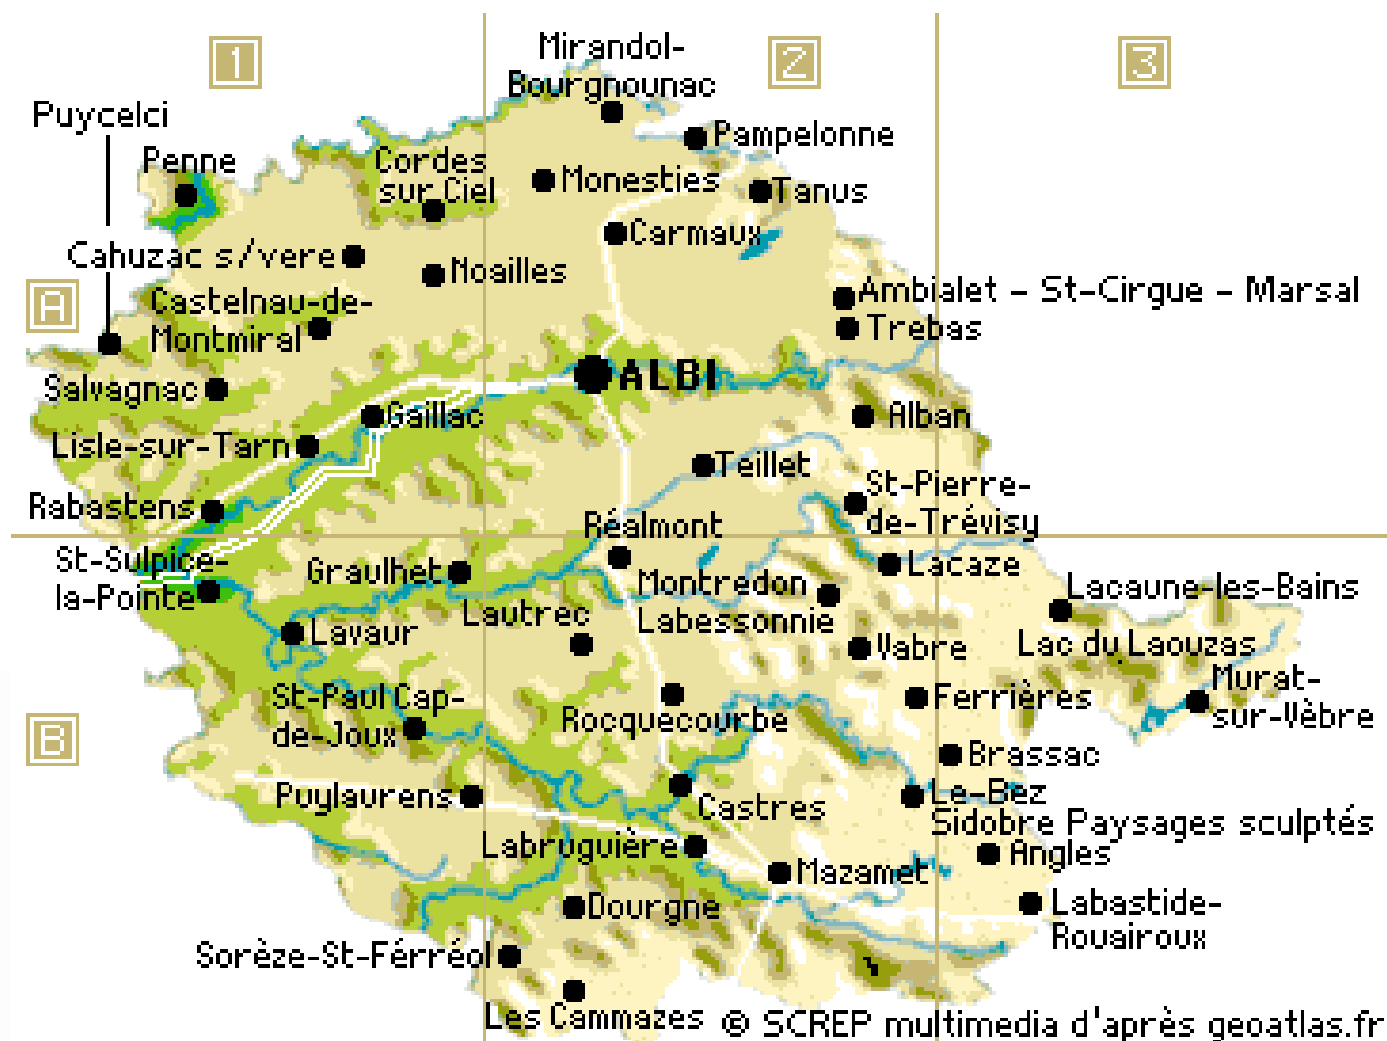 1
2
3
Mirandol-
Bourgnounac
Puycelci
Pampelonne
Penne
Cordes
sur Ciel
Monesties
Tanus
Carmaux
Cahuzac s/vere
Noailles
A
Castelnau-de-
Montmiral
Ambialet - St-Cirgue - Marsal
Trebas
ALBI
Salvagnac
Gaillac
Alban
Lisle-sur-Tarn
Teillet
St-Pierre-
de-Trévisy
Rabastens
Réalmont
St-Sulpice-
la-Pointe
Graulhet
Lacaze
Montredon
Labessonnie
Lacaune-les-Bains
Lautrec
Lavaur
Vabre
Lac du Laouzas
St-Paul Cap-
de-Joux
Ferrières
Murat-
sur-Vèbre
Rocquecourbe
B
Brassac
Puylaurens
Castres
Le-Bez
Sidobre Paysages sculptés
Labruguière
Angles
Mazamet
Dourgne
Labastide-
Rouairoux
Sorèze-St-Férréol
Les Cammazes
© SCREP multimedia d'après geoatlas.fr